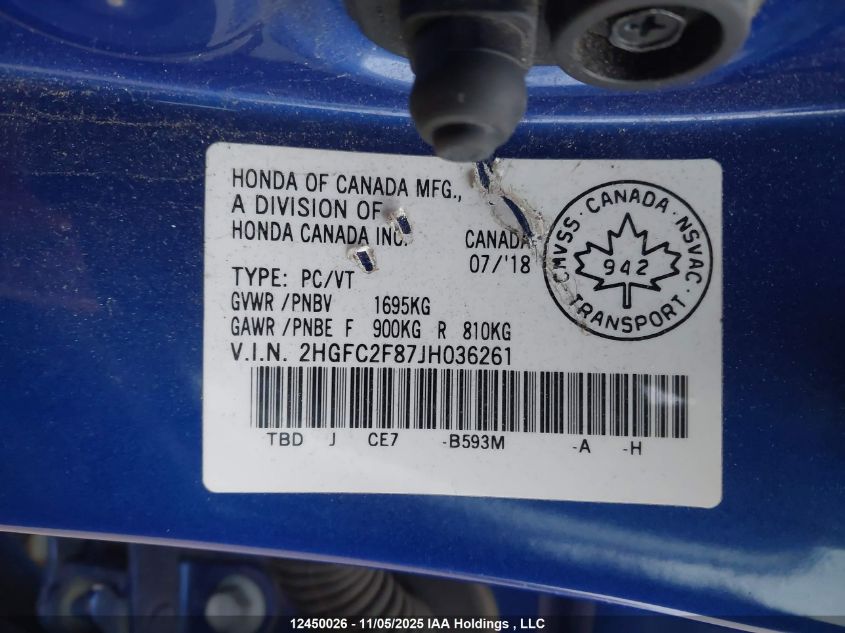 HONDA OF CANADA MFG.,
A DIVISION OF
HONDA CANADA INC.
CANADA
07/'18
TYPE: PC/VT
GVWR /PNBV 1695KG
GAWR /PNBE F 900KG R 810KG
V.I.N. 2HGFC2F87JH036261
TBD J CE7 -B593M -A -H
CMVSS · CANADA · NSVAC
942
TRANSPORT
12450026 - 11/05/2025 IAA Holdings , LLC